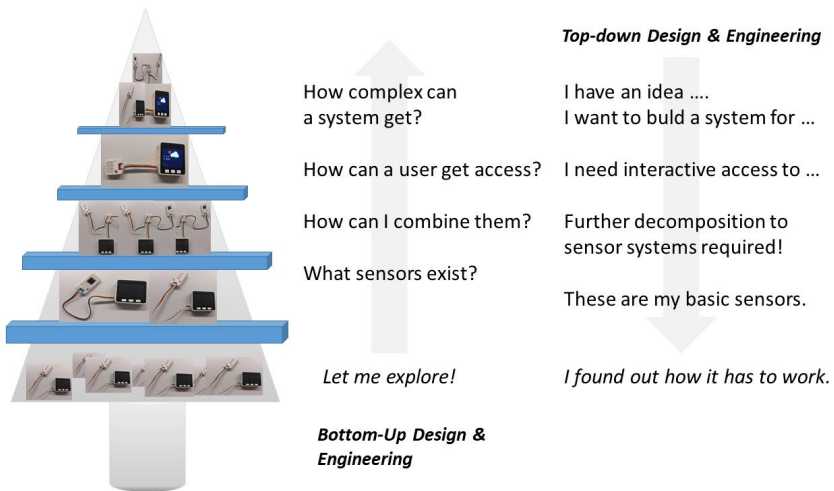 Top-down Design & Engineering
How complex can
a system get?
How can a user get access?
How can I combine them?
What sensors exist?
Let me explore!
Bottom-Up Design &
Engineering
I have an idea ....
I want to buld a system for ...
I need interactive access to ...
Further decomposition to
sensor systems required!
These are my basic sensors.
I found out how it has to work.